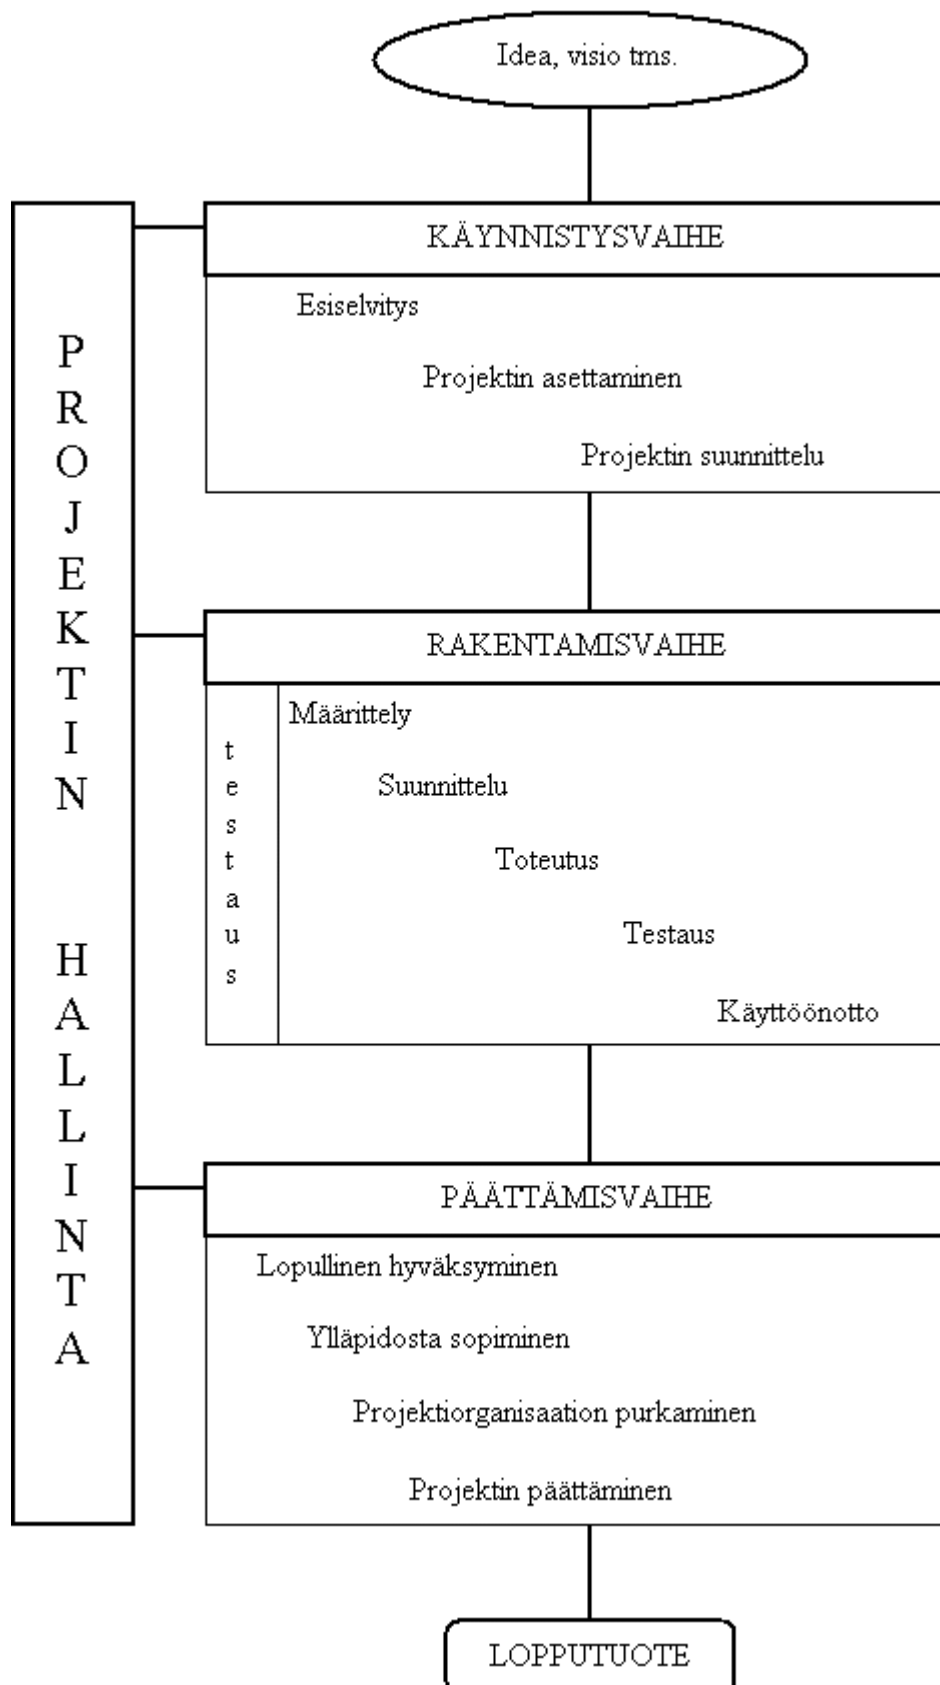 Idea, visio tms.
PROJEKTIN HALLINTA
KÄYNNISTYSVAIHE
Esiselvitys
Projektin asettaminen
Projektin suunnittelu
RAKENTAMISVAIHE
testaus
Määrittely
Suunnittelu
Toteutus
Testaus
Käyttöönotto
PÄÄTTÄMISVAIHE
Lopullinen hyväksyminen
Ylläpidosta sopiminen
Projektiorganisaation purkaminen
Projektin päättäminen
LOPPUTUOTE